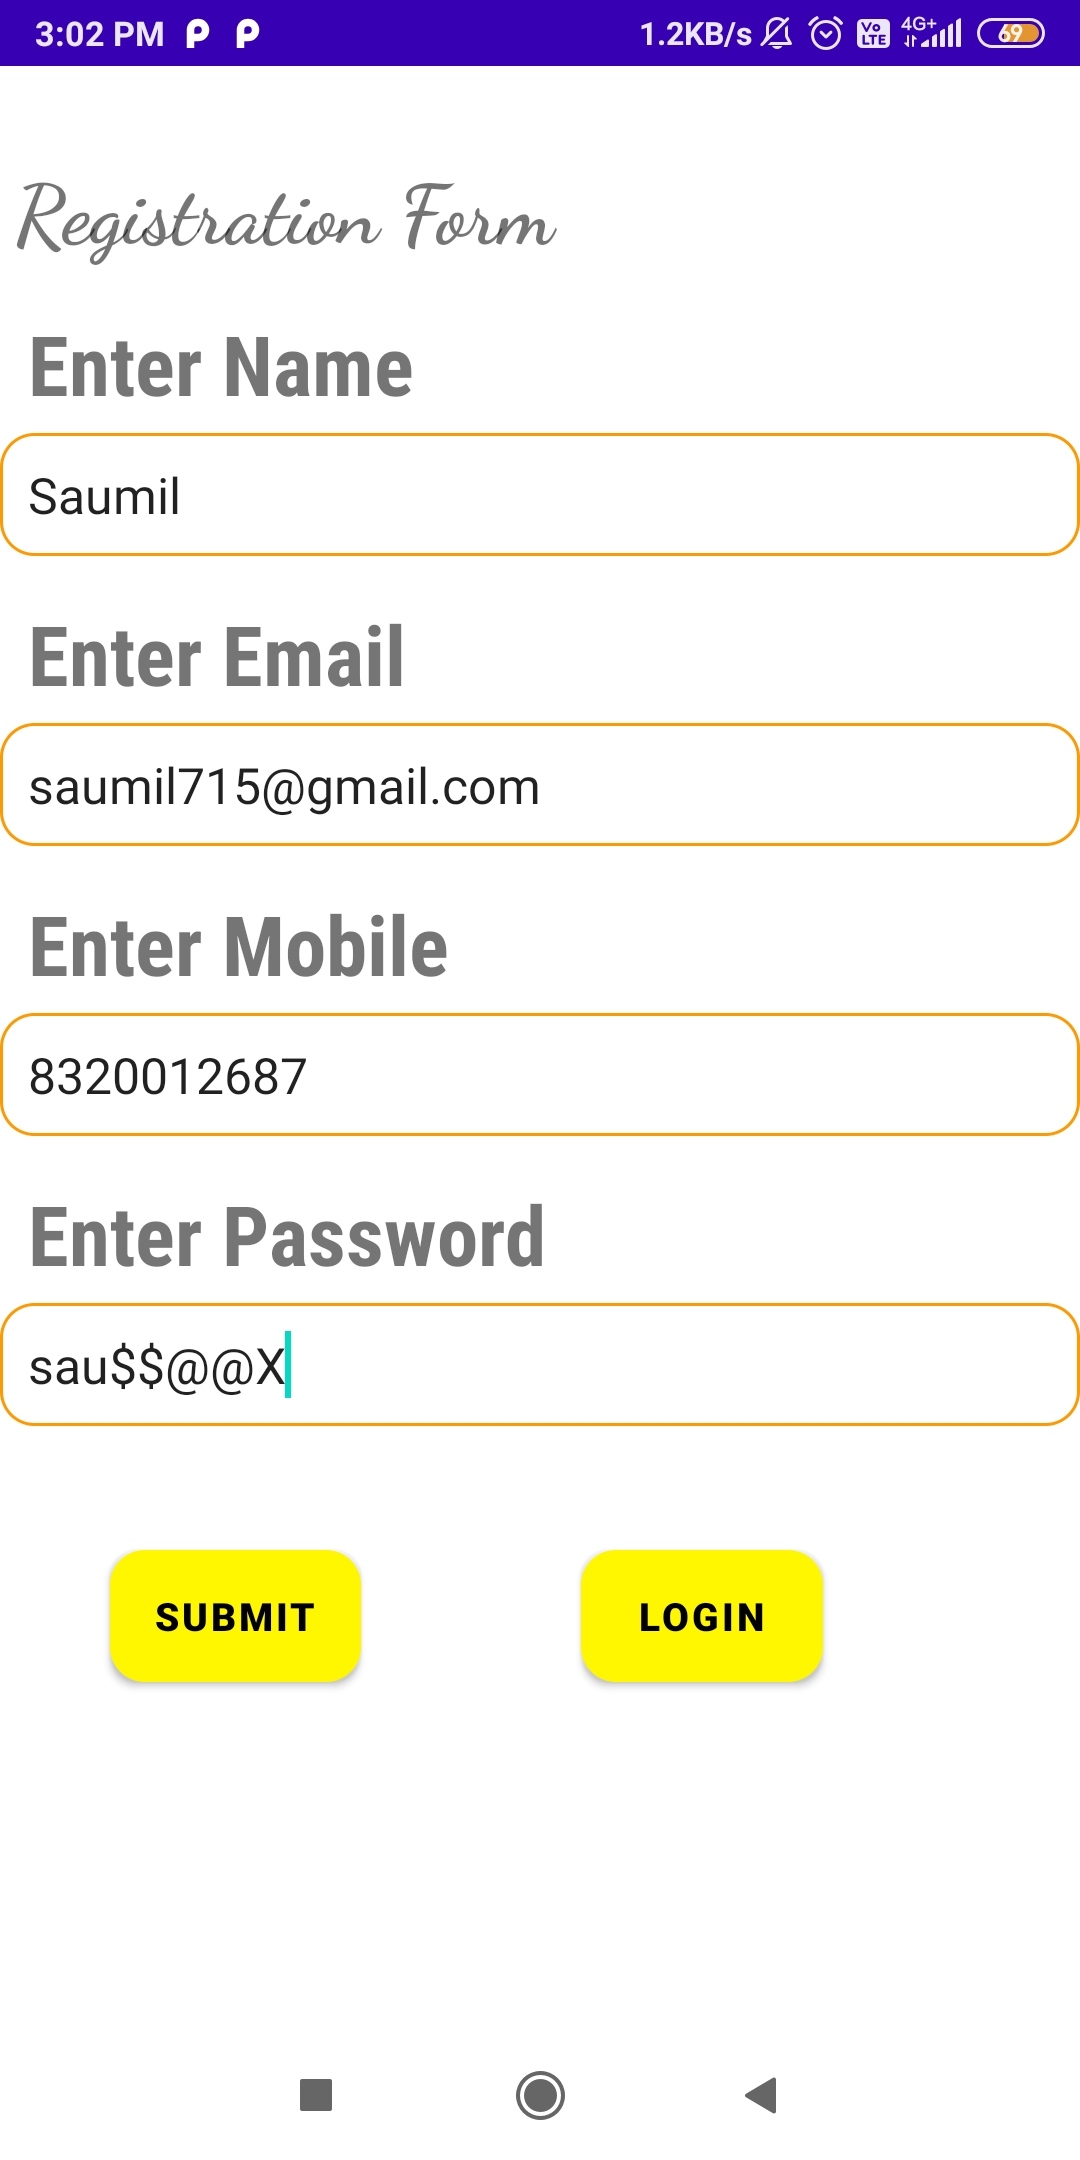 3:02 PM 1.2KB/s Vo LTE 4G+ 69
Registration Form
Enter Name
Saumil
Enter Email
saumil715@gmail.com
Enter Mobile
8320012687
Enter Password
sau$$@@X
SUBMIT LOGIN